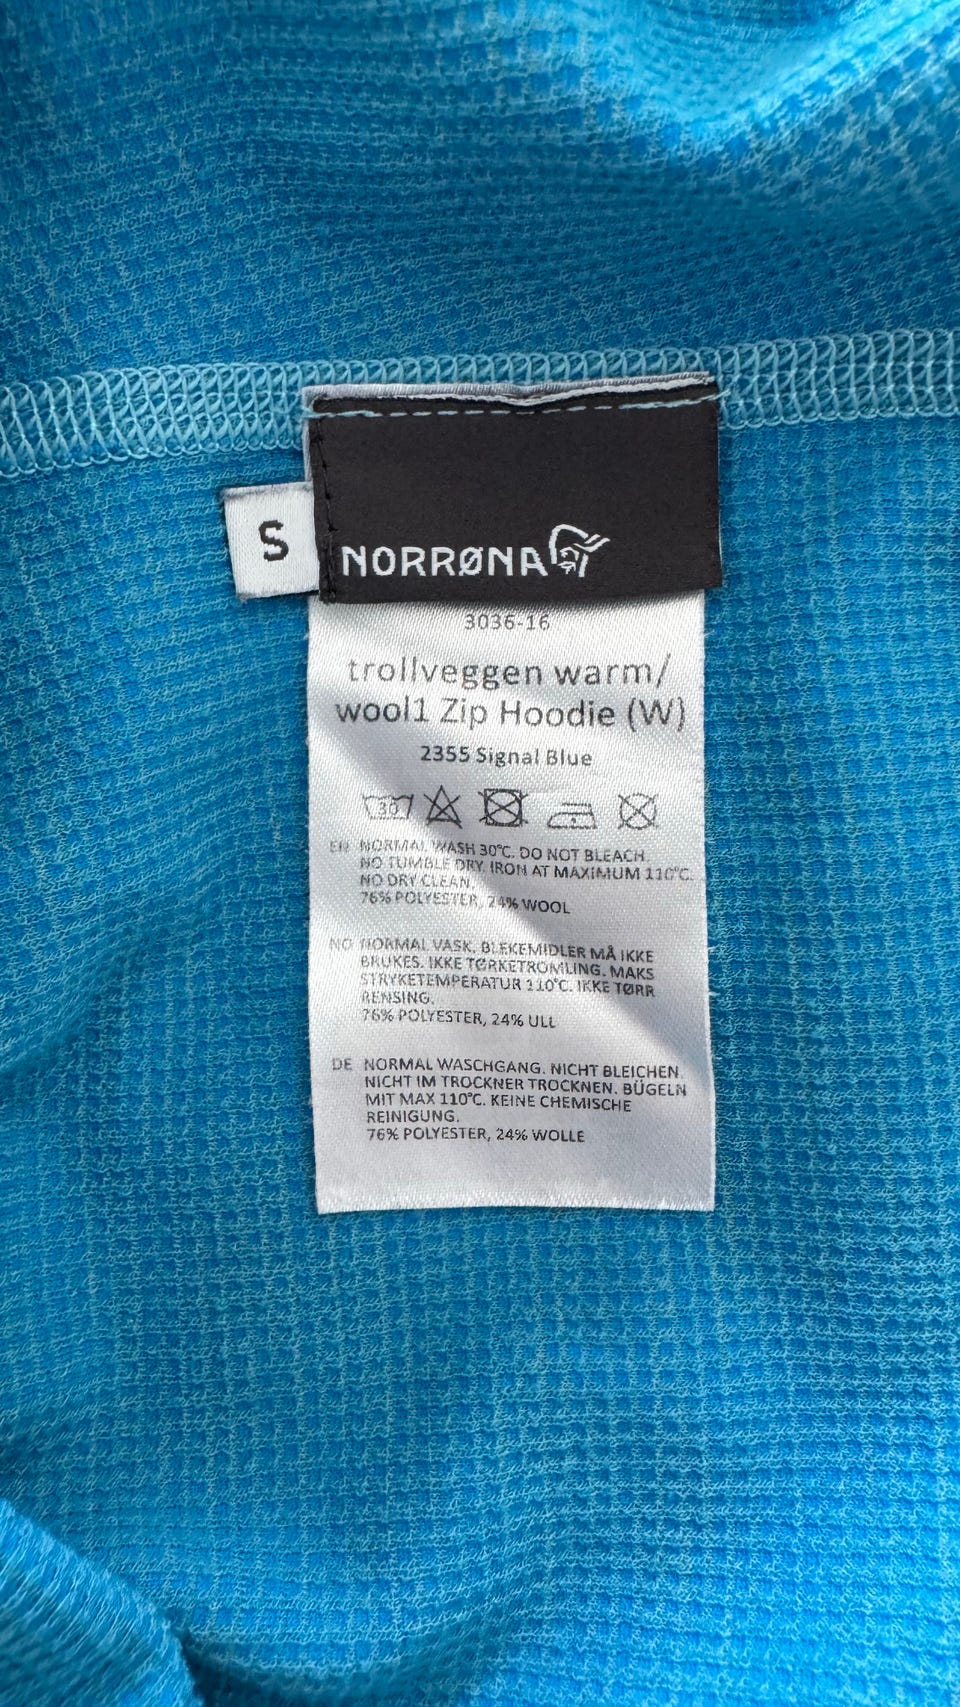 S
NORRØNA
3036-16
trollveggen warm/
wool1 Zip Hoodie (W)
2355 Signal Blue
30
EN NORMAL WASH 30°C. DO NOT BLEACH.
NO TUMBLE DRY. IRON AT MAXIMUM 110°C.
NO DRY CLEAN.
76% POLYESTER, 24% WOOL
NO NORMAL VASK. BLEKEMIDLER MÅ IKKE
BRUKES. IKKE TØRKETROMLING. MAKS
STRYKETEMPERATUR 110°C. IKKE TØRR
RENSING.
76% POLYESTER, 24% ULL
DE NORMAL WASCHGANG. NICHT BLEICHEN.
NICHT IM TROCKNER TROCKNEN. BÜGELN
MIT MAX 110°C. KEINE CHEMISCHE
REINIGUNG.
76% POLYESTER, 24% WOLLE